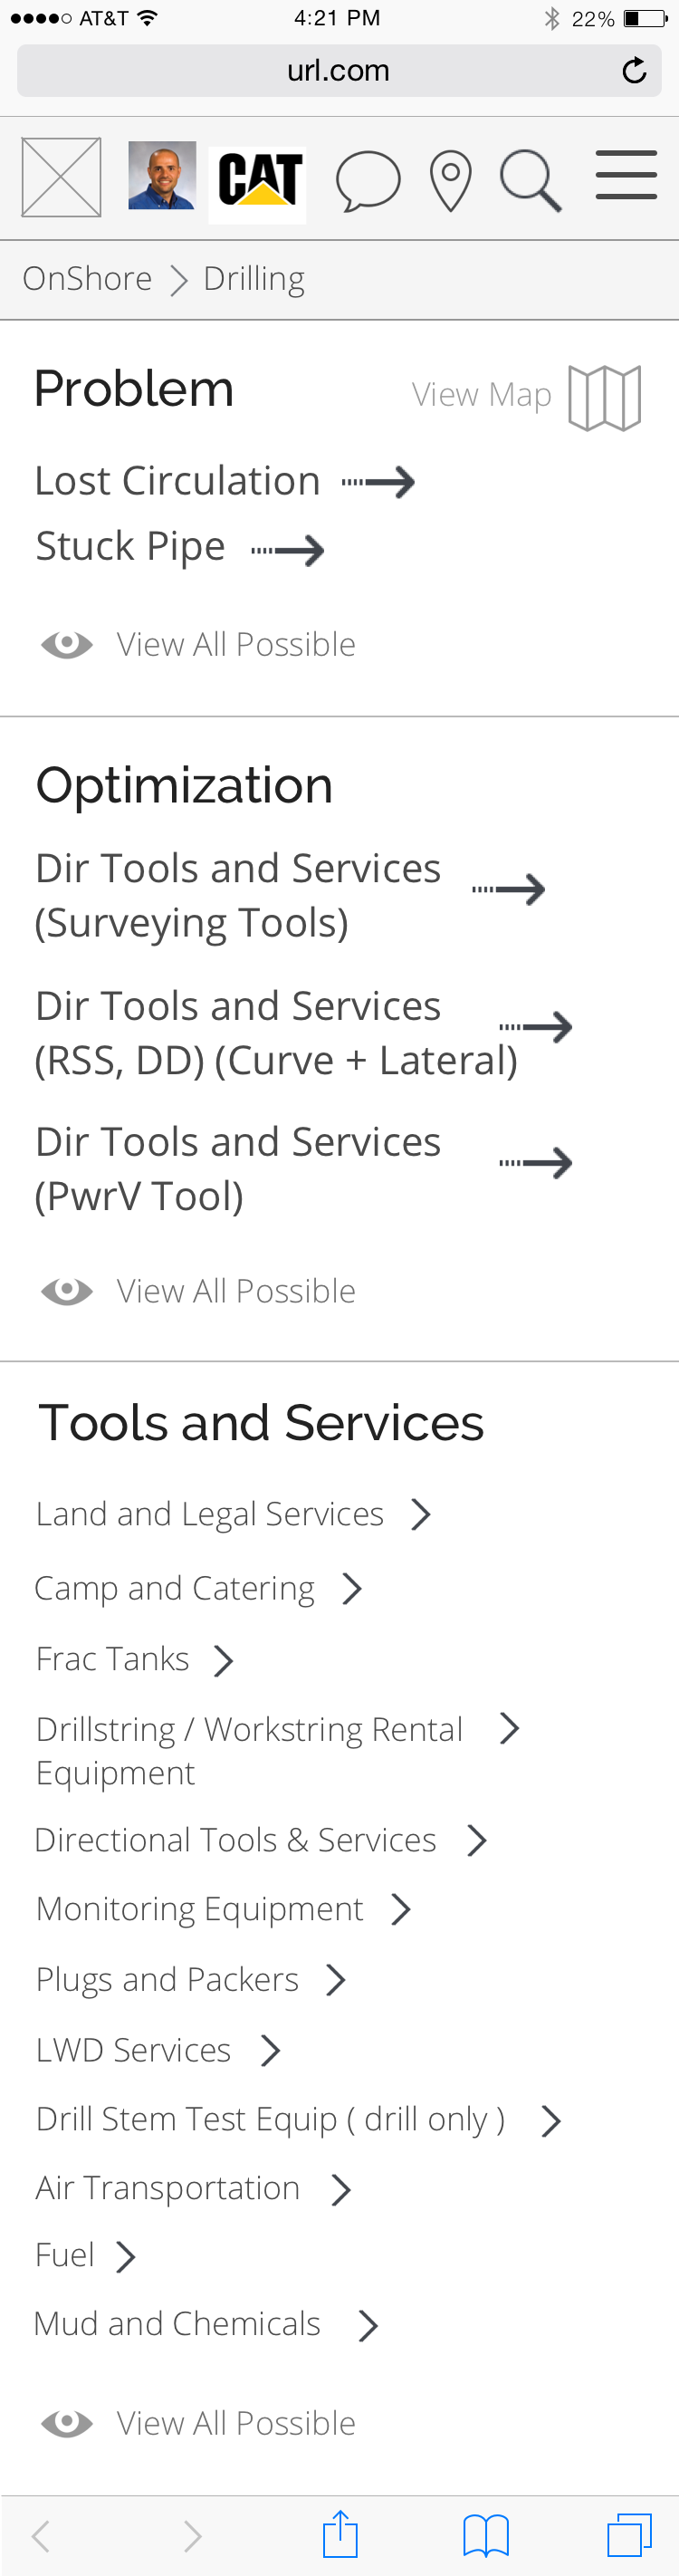 AT&T 4:21 PM 22%
url.com
CAT
OnShore Drilling
Problem
View Map
Lost Circulation
Stuck Pipe
View All Possible
Optimization
Dir Tools and Services
(Surveying Tools)
Dir Tools and Services
(RSS, DD) (Curve + Lateral)
Dir Tools and Services
(PwrV Tool)
View All Possible
Tools and Services
Land and Legal Services
Camp and Catering
Frac Tanks
Drillstring / Workstring Rental
Equipment
Directional Tools & Services
Monitoring Equipment
Plugs and Packers
LWD Services
Drill Stem Test Equip ( drill only )
Air Transportation
Fuel
Mud and Chemicals
View All Possible